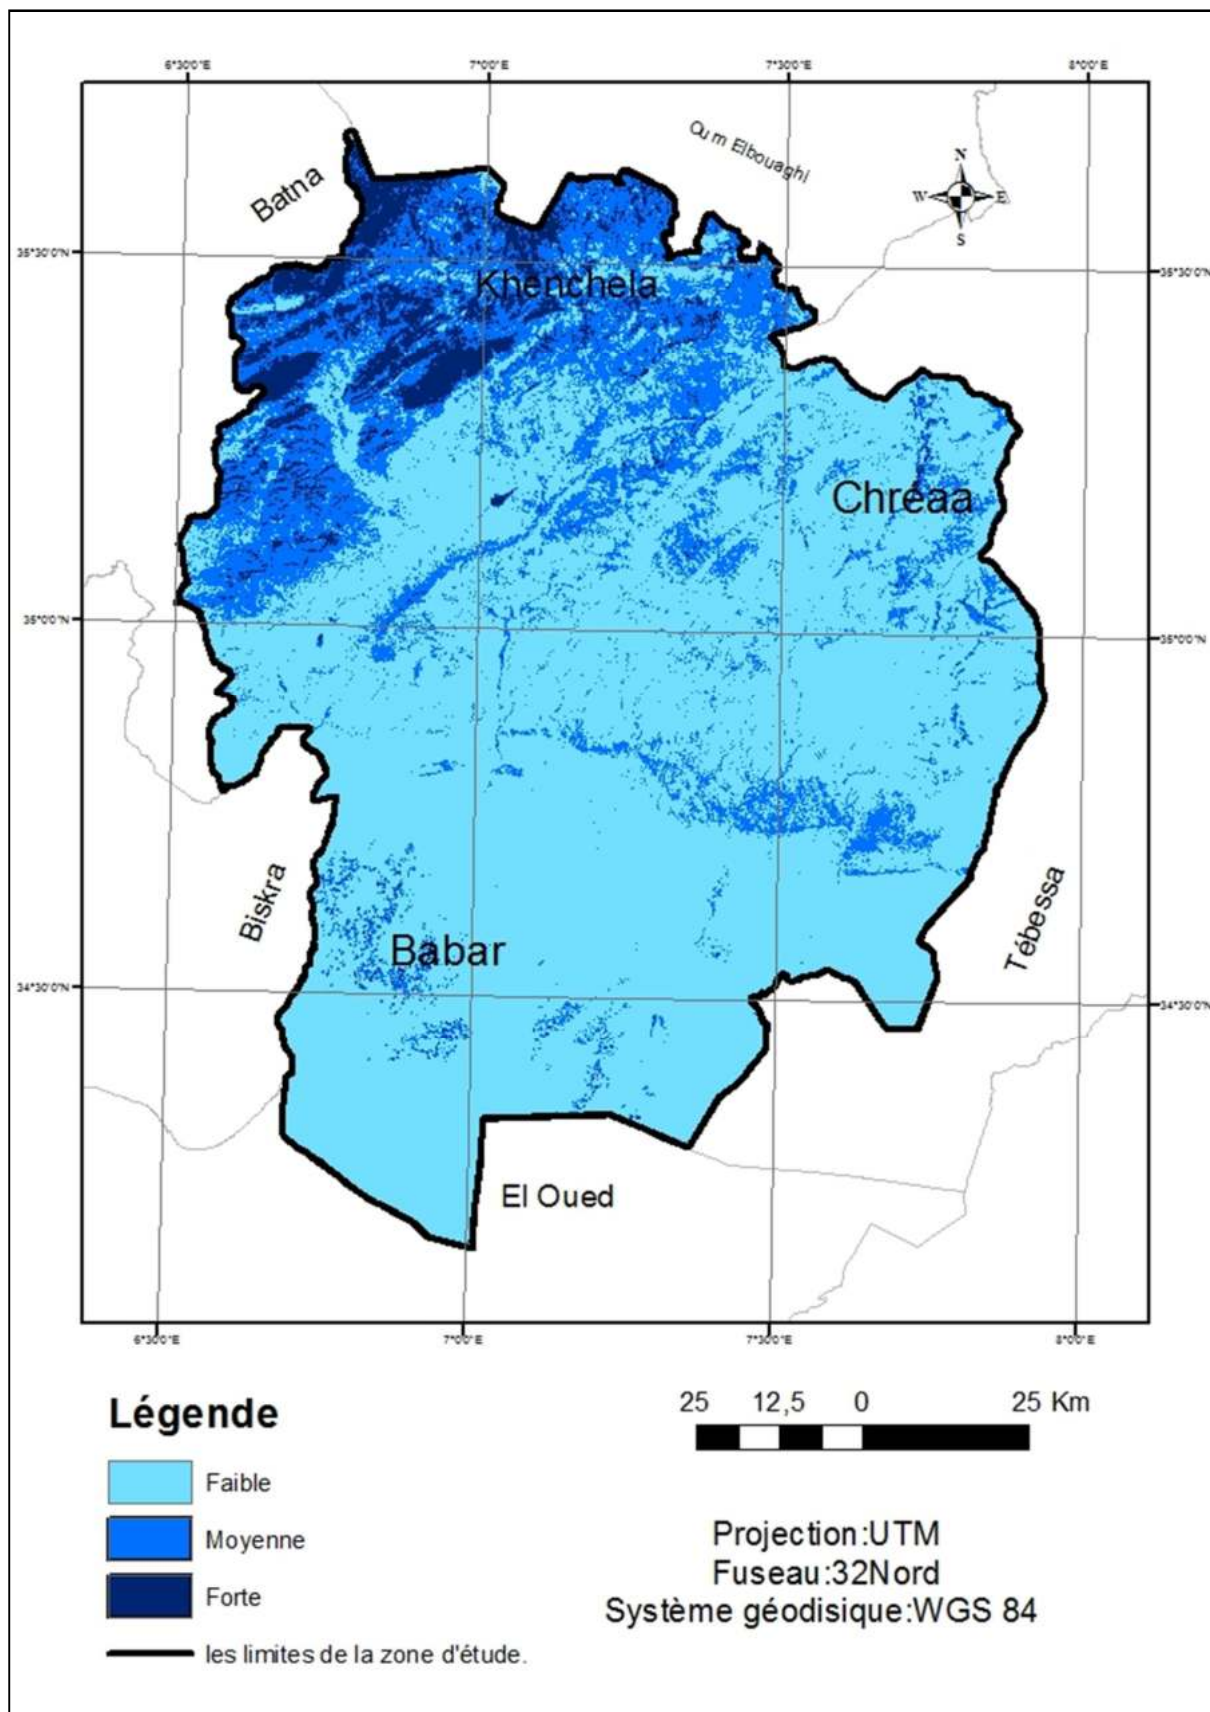 6°30'0"E 7°0'0"E 7°30'0"E 8°0'0"E
Oum Elbouaghi
Batna
N
W E
S
35°30'0"N 35°30'0"N
Khenchela
Chréaa
35°0'0"N 35°0'0"N
Biskra
Tébessa
Babar
34°30'0"N 34°30'0"N
El Oued
6°30'0"E 7°0'0"E 7°30'0"E 8°0'0"E
Légende
25 12,5 0 25 Km
Faible
Moyenne
Forte
les limites de la zone d'étude.
Projection:UTM
Fuseau:32Nord
Système géodisique:WGS 84